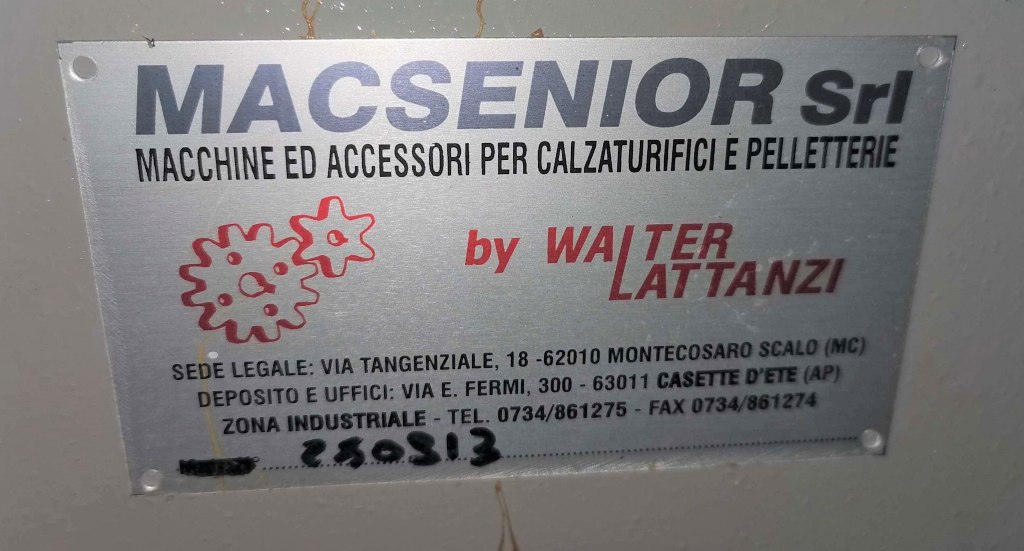 MACSENIOR Srl
MACCHINE ED ACCESSORI PER CALZATURIFICI E PELLETTERIE
by WALTER
LATTANZI
SEDE LEGALE: VIA TANGENZIALE, 18 -62010 MONTECOSARO SCALO (MC)
DEPOSITO E UFFICI: VIA E. FERMI, 300 - 63011 CASETTE D'ETE (AP)
ZONA INDUSTRIALE - TEL. 0734/861275 - FAX 0734/861274